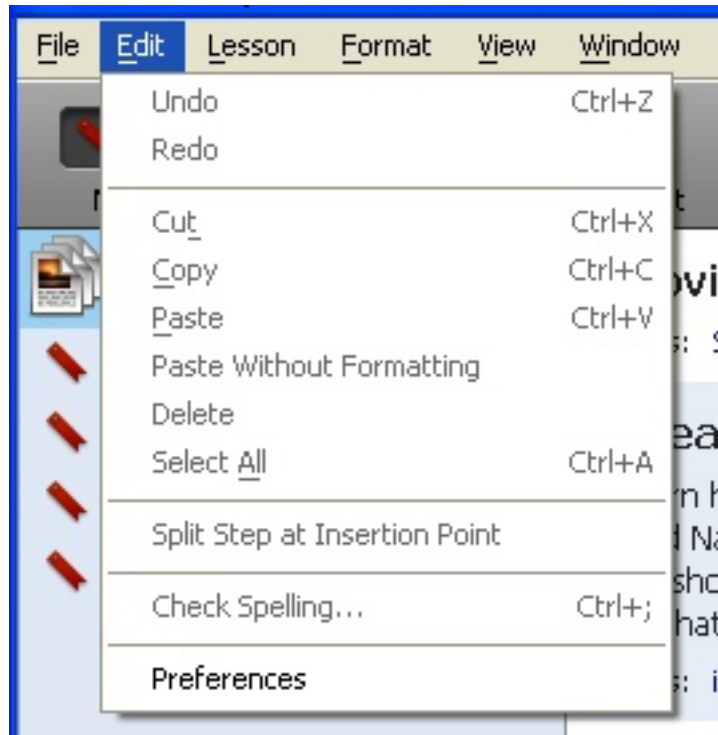 File Edit Lesson Format View Window
Undo Ctrl+Z
Redo
Cut Ctrl+X
Copy Ctrl+C
Paste Ctrl+V
Paste Without Formatting
Delete
Select All Ctrl+A
Split Step at Insertion Point
Check Spelling... Ctrl+;
Preferences